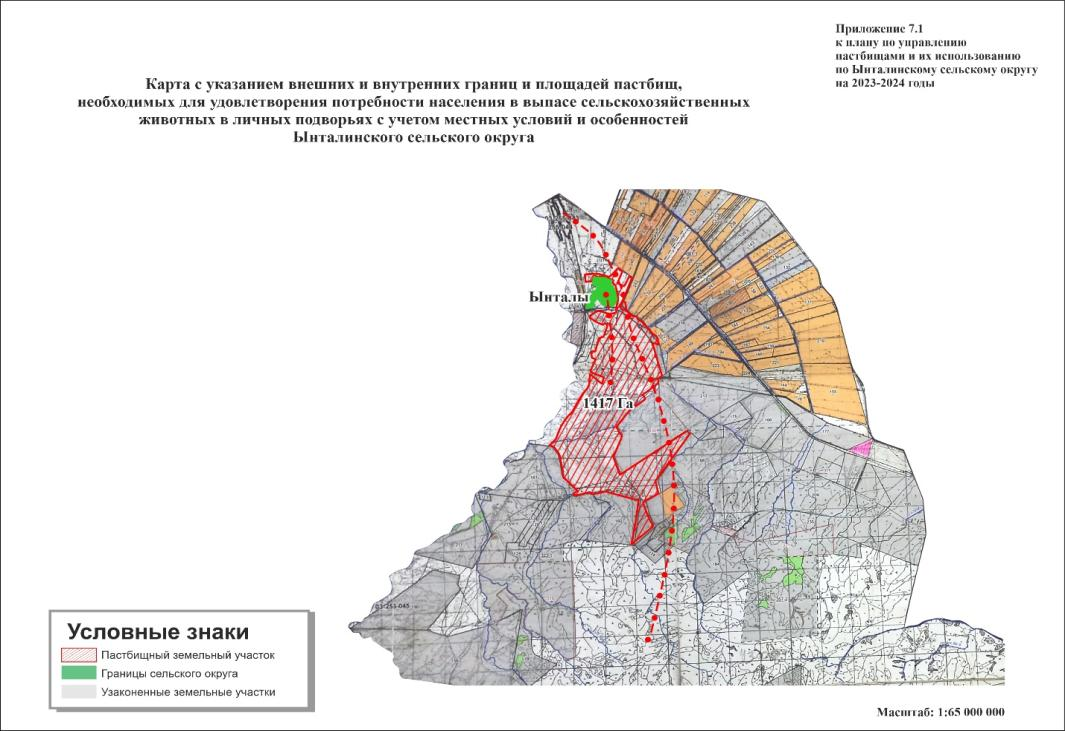 Приложение 7.1
к плану по управлению
пастбищами и их использованию
по Ынталинскому сельскому округу
на 2023-2024 годы
Карта с указанием внешних и внутренних границ и площадей пастбищ,
необходимых для удовлетворения потребности населения в выпасе сельскохозяйственных
животных в личных подворьях с учетом местных условий и особенностей
Ынталинского сельского округа
Ынталы
1417 Га
Условные знаки
Пастбищный земельный участок
Границы сельского округа
Узаконенные земельные участки
Масштаб: 1:65 000 000